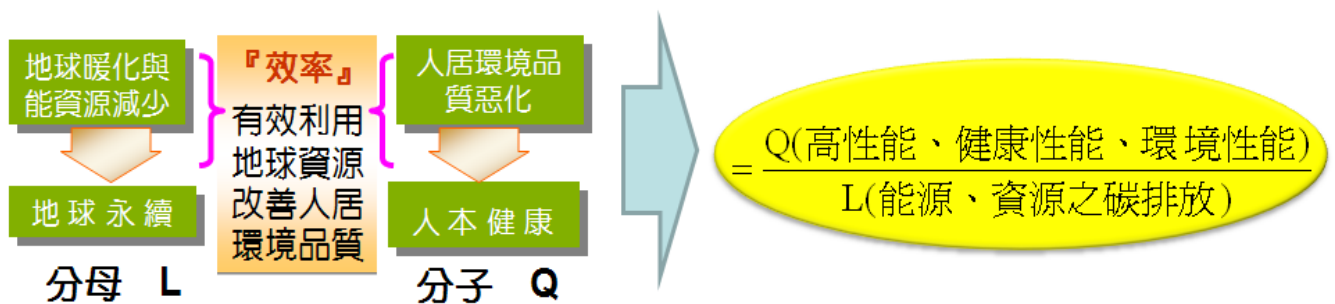 地球暖化與
能資源減少
地球永續
分母 L
『效率』
有效利用
地球資源
改善人居
環境品質
人居環境品
質惡化
人本健康
分子 Q
= Q(高性能、健康性能、環境性能)
L(能源、資源之碳排放)